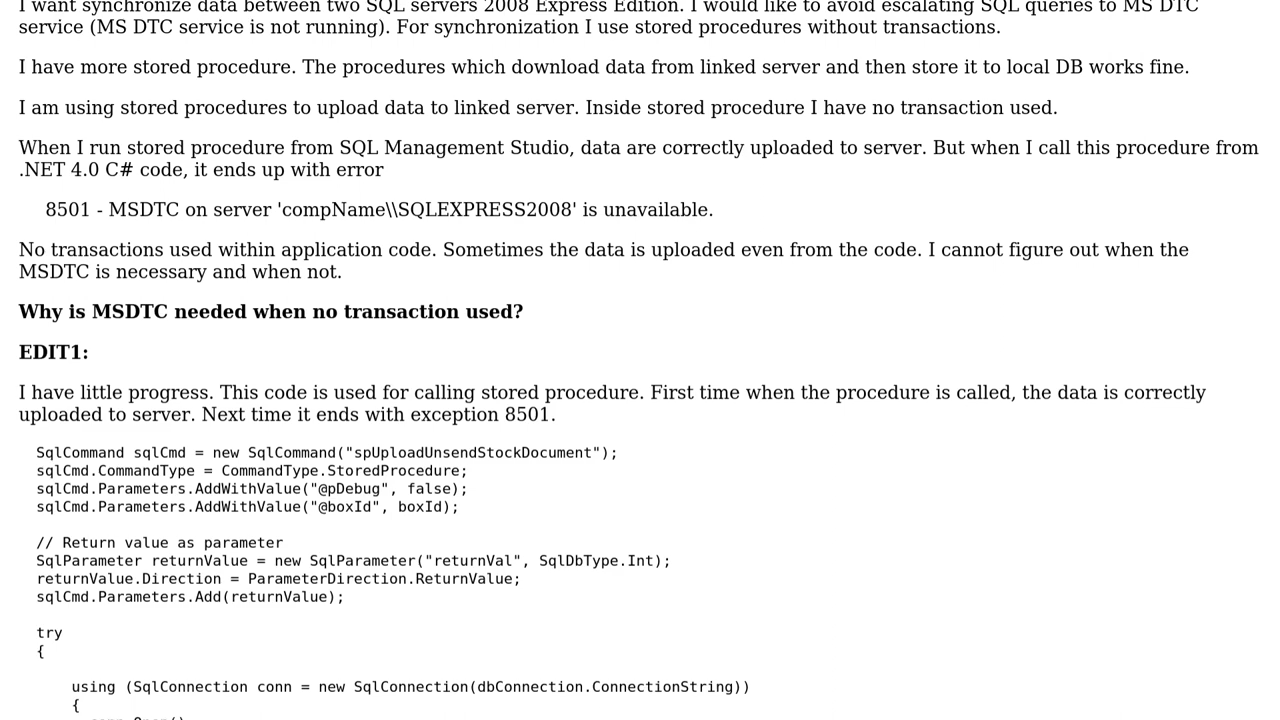 I want synchronize data between two SQL servers 2008 Express Edition. I would like to avoid escalating SQL queries to MS DTC
service (MS DTC service is not running). For synchronization I use stored procedures without transactions.
I have more stored procedure. The procedures which download data from linked server and then store it to local DB works fine.
I am using stored procedures to upload data to linked server. Inside stored procedure I have no transaction used.
When I run stored procedure from SQL Management Studio, data are correctly uploaded to server. But when I call this procedure from
.NET 4.0 C# code, it ends up with error
8501 - MSDTC on server 'compName\\SQLEXPRESS2008' is unavailable.
No transactions used within application code. Sometimes the data is uploaded even from the code. I cannot figure out when the
MSDTC is necessary and when not.
Why is MSDTC needed when no transaction used?
EDIT1:
I have little progress. This code is used for calling stored procedure. First time when the procedure is called, the data is correctly
uploaded to server. Next time it ends with exception 8501.
SqlCommand sqlCmd = new SqlCommand("spUploadUnsendStockDocument");
sqlCmd.CommandType = CommandType.StoredProcedure;
sqlCmd.Parameters.AddWithValue("@pDebug", false);
sqlCmd.Parameters.AddWithValue("@boxId", boxId);
// Return value as parameter
SqlParameter returnValue = new SqlParameter("returnVal", SqlDbType.Int);
returnValue.Direction = ParameterDirection.ReturnValue;
sqlCmd.Parameters.Add(returnValue);
try
{
using (SqlConnection conn = new SqlConnection(dbConnection.ConnectionString))
{